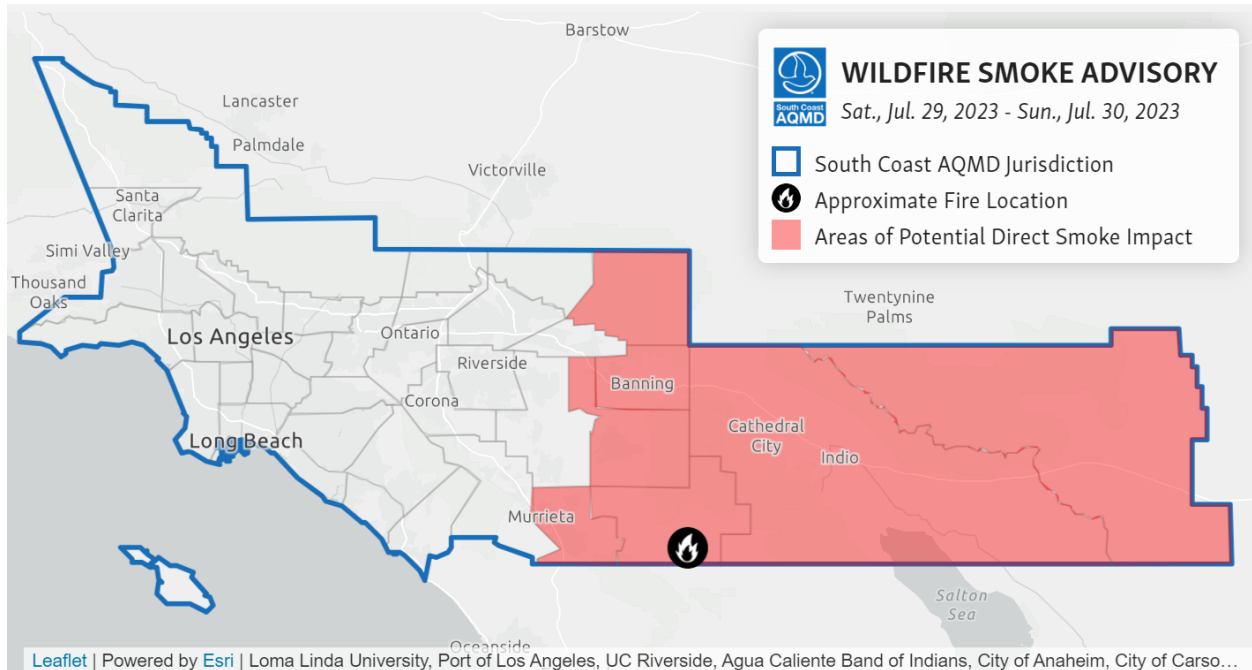 Barstow
WILDFIRE SMOKE ADVISORY
South Coast
AQMD
Sat., Jul. 29, 2023 - Sun., Jul. 30, 2023
South Coast AQMD Jurisdiction
Approximate Fire Location
Areas of Potential Direct Smoke Impact
Lancaster
Palmdale
Victorville
Santa
Clarita
Simi Valley
Thousand
Oaks
Twentynine
Palms
Los Angeles
Ontario
Riverside
Banning
Corona
Cathedral
City
Long Beach
Indio
Murrieta
Salton
Sea
Oceanside
Leaflet | Powered by Esri | Loma Linda University, Port of Los Angeles, UC Riverside, Agua Caliente Band of Indians, City of Anaheim, City of Carso…